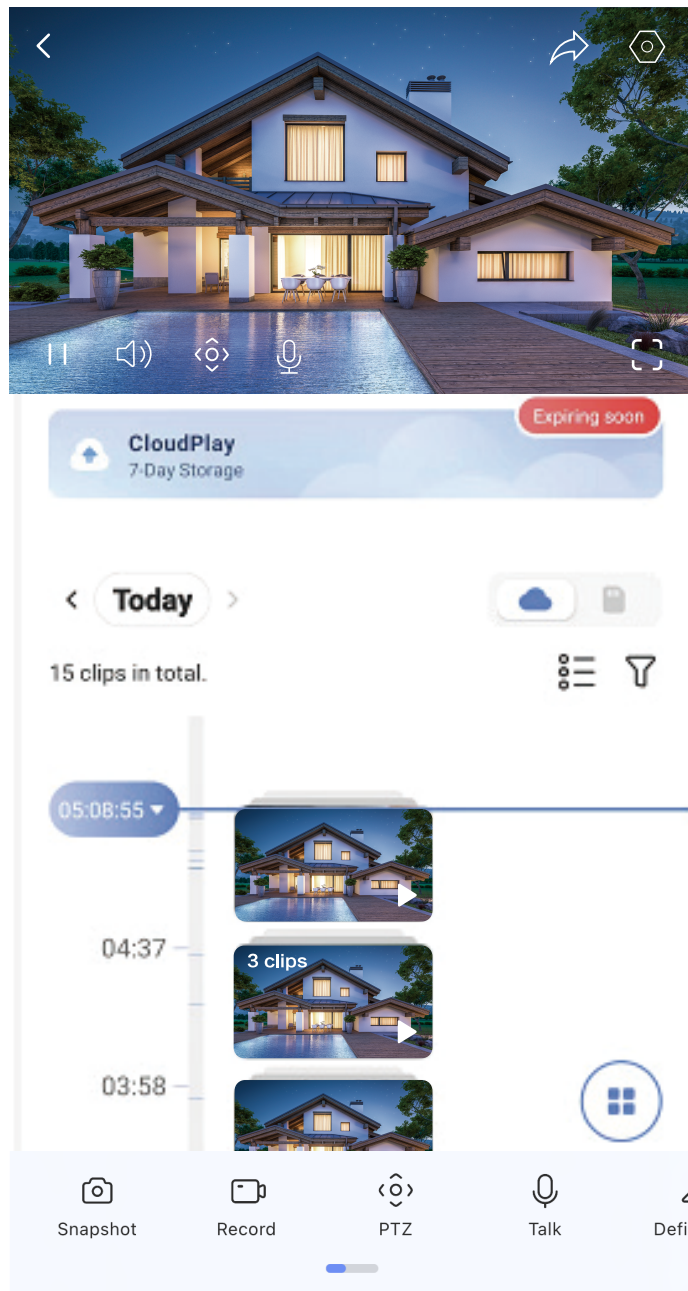 Expiring soon
CloudPlay
7-Day Storage
Today
15 clips in total.
05:08:55
04:37
3 clips
03:58
Snapshot
Record
PTZ
Talk
Defi